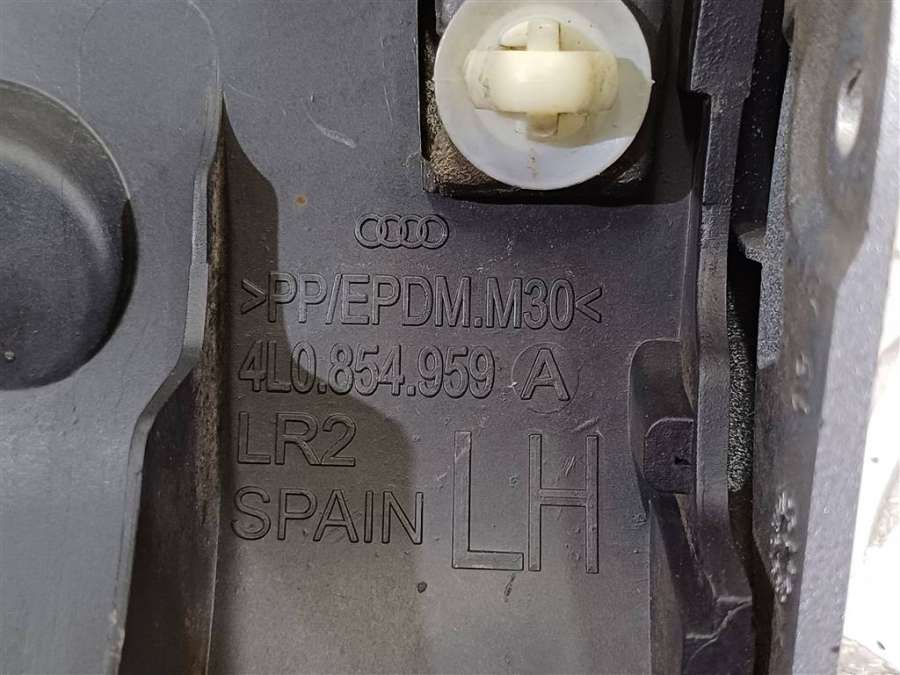 >PP/EPDM.M30<
4L0.854.959 A
LR2
SPAIN
LH